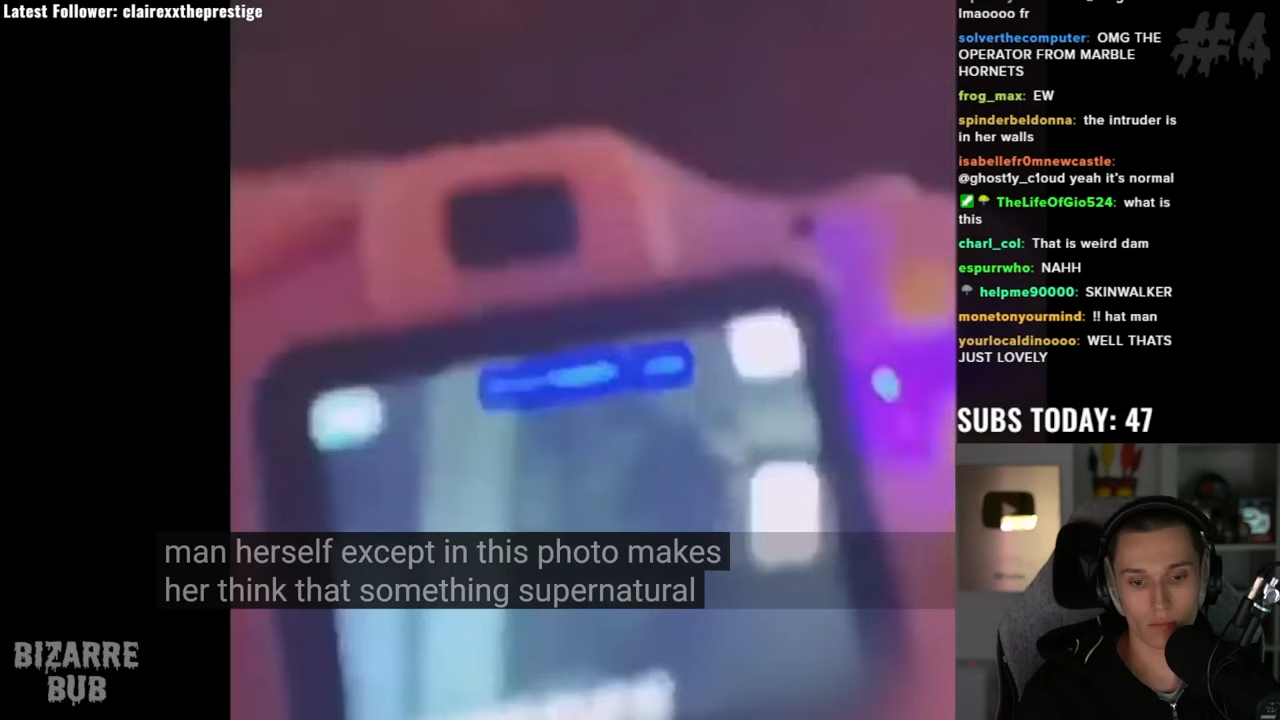 Latest Follower: clairexxtheprestige
lmaoooo fr
#4
solverthecomputer: OMG THE
OPERATOR FROM MARBLE
HORNETS
frog_max: EW
spinderbeldonna: the intruder is
in her walls
isabellefr0mnewcastle:
@ghost1y_c1oud yeah it's normal
TheLifeOfGio524: what is
this
charl_col: That is weird dam
espurrwho: NAHH
helpme90000: SKINWALKER
monetonyourmind: !! hat man
yourlocaldinoooo: WELL THATS
JUST LOVELY
SUBS TODAY: 47
man herself except in this photo makes
her think that something supernatural
BIZARRE
BUB